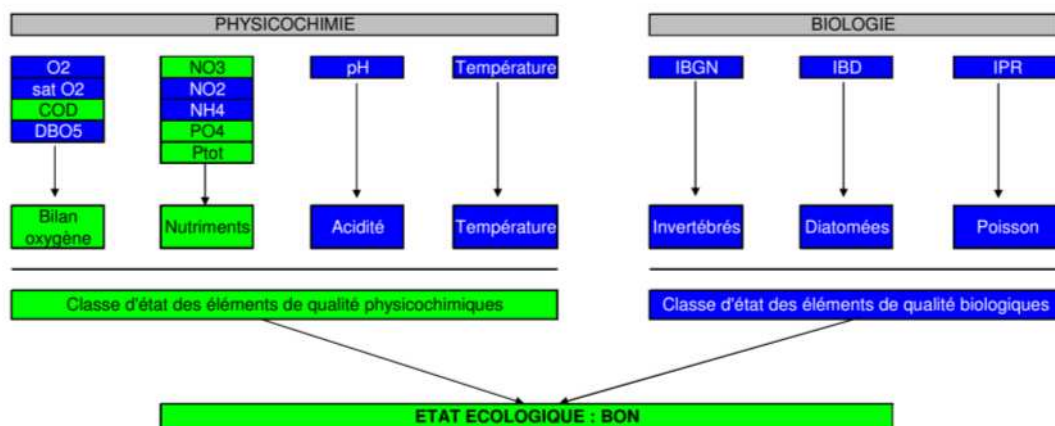 PHYSICOCHIMIE
BIOLOGIE
O2
sat O2
COD
DBO5
NO3
NO2
NH4
PO4
Ptot
pH
Température
IBGN
IBD
IPR
Bilan
oxygène
Nutriments
Acidité
Température
Invertébrés
Diatomées
Poisson
Classe d'état des éléments de qualité physicochimiques
Classe d'état des éléments de qualité biologiques
ETAT ECOLOGIQUE : BON